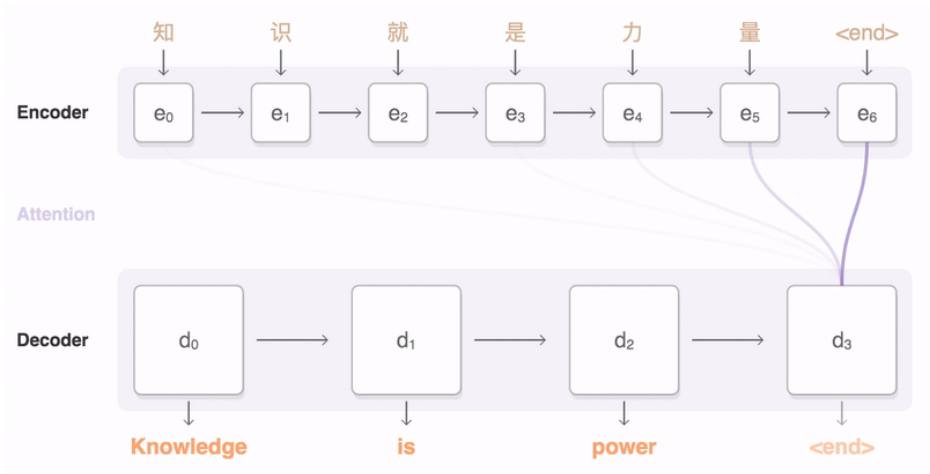 知 识 就 是 力 量 <end>
Encoder e₀ e₁ e₂ e₃ e₄ e₅ e₆
Attention
Decoder d₀ d₁ d₂ d₃
Knowledge is power <end>